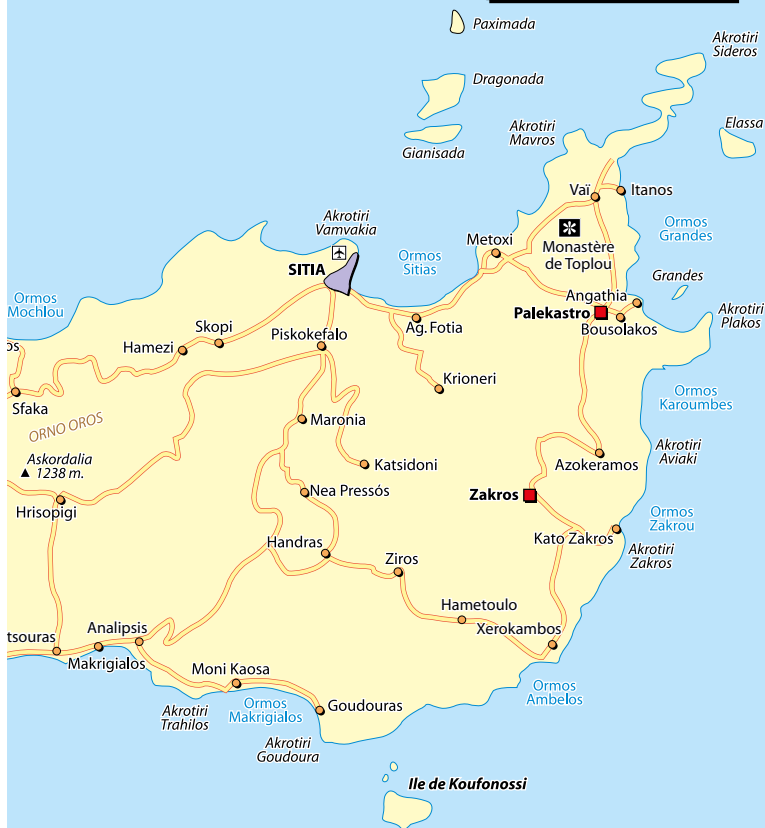 Paximada
Akrotiri
Sideros
Dragonada
Elassa
Akrotiri
Mavros
Gianisada
Vaï
Itanos
Akrotiri
Vamvakia
Ormos
Grandes
Metoxi
Monastère
de Toplou
Ormos
Sitias
SITIA
Grandes
Angathia
Ormos
Mochlou
Palekastro
Akrotiri
Plakos
Skopi
Piskokefalo
Ag. Fotia
Bousolakos
os
Hamezi
Krioneri
Ormos
Karoumbes
Sfaka
ORNO OROS
Maronia
Akrotiri
Aviaki
Askordalia
1238 m.
Katsidoni
Azokeramos
Nea Pressós
Zakros
Hrisopigi
Ormos
Zakrou
Handras
Kato Zakros
Ziros
Akrotiri
Zakros
Hametoulo
Analipsis
Xerokambos
tsouras
Makrigialos
Moni Kaosa
Ormos
Ambelos
Akrotiri
Trahilos
Ormos
Makrigialos
Goudouras
Akrotiri
Goudoura
Ile de Koufonossi